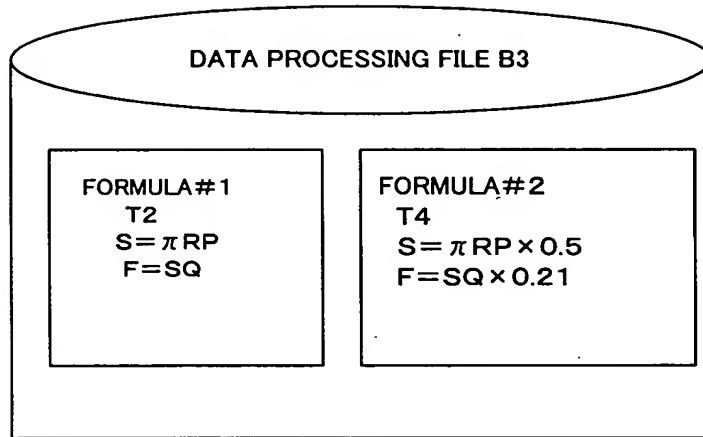 DATA PROCESSING FILE B3
FORMULA#1
T2
S=πRP
F=SQ
FORMULA#2
T4
S=πRP×0.5
F=SQ×0.21